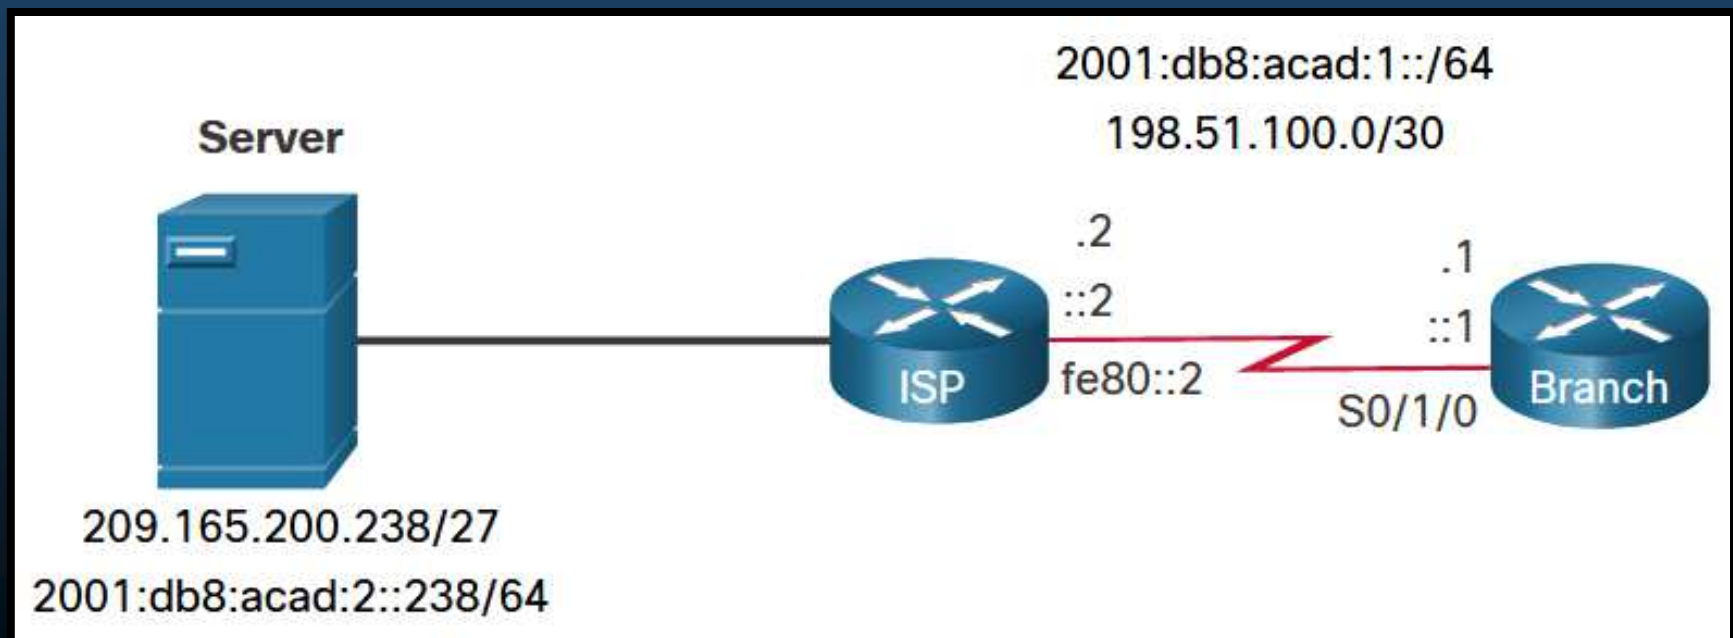 2001:db8:acad:1::/64
198.51.100.0/30
Server
.2
.1
::2
::1
ISP
fe80::2
Branch
S0/1/0
209.165.200.238/27
2001:db8:acad:2::238/64